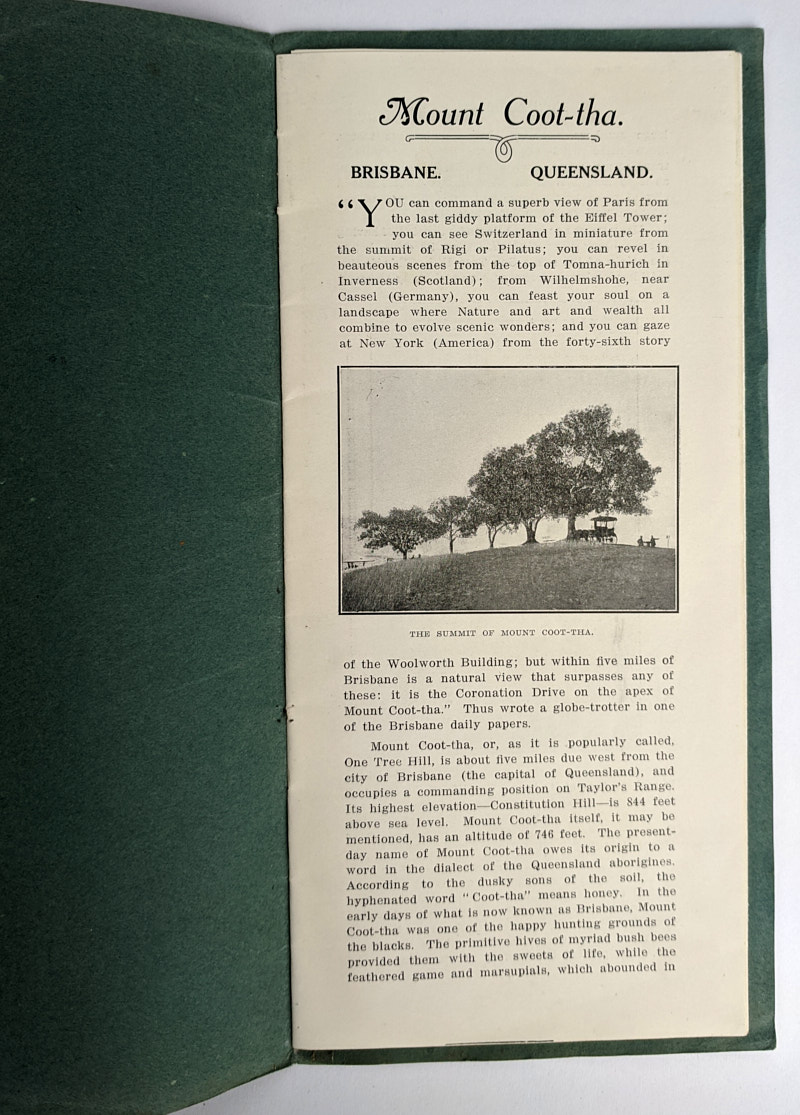 Mount Coot-tha.
BRISBANE. QUEENSLAND.
“YOU can command a superb view of Paris from
the last giddy platform of the Eiffel Tower;
you can see Switzerland in miniature from
the summit of Rigi or Pilatus; you can revel in
beauteous scenes from the top of Tomna-hurich in
Inverness (Scotland); from Wilhelmshohe, near
Cassel (Germany), you can feast your soul on a
landscape where Nature and art and wealth all
combine to evolve scenic wonders; and you can gaze
at New York (America) from the forty-sixth story
THE SUMMIT OF MOUNT COOT-THA.
of the Woolworth Building; but within five miles of
Brisbane is a natural view that surpasses any of
these: it is the Coronation Drive on the apex of
Mount Coot-tha.” Thus wrote a globe-trotter in one
of the Brisbane daily papers.
Mount Coot-tha, or, as it is popularly called,
One Tree Hill, is about five miles due west from the
city of Brisbane (the capital of Queensland), and
occupies a commanding position on Taylor's Range.
Its highest elevation—Constitution Hill—is 844 feet
above sea level. Mount Coot-tha itself, it may be
mentioned, has an altitude of 746 feet. The present-
day name of Mount Coot-tha owes its origin to a
word in the dialect of the Queensland aborigines.
According to the dusky sons of the soil, the
hyphenated word “Coot-tha” means honey. In the
early days of what is now known as Brisbane, Mount
Coot-tha was one of the happy hunting grounds of
the blacks. The primitive hives of myriad bush bees
provided them with the sweets of life, while the
feathered game and marsupials, which abounded in